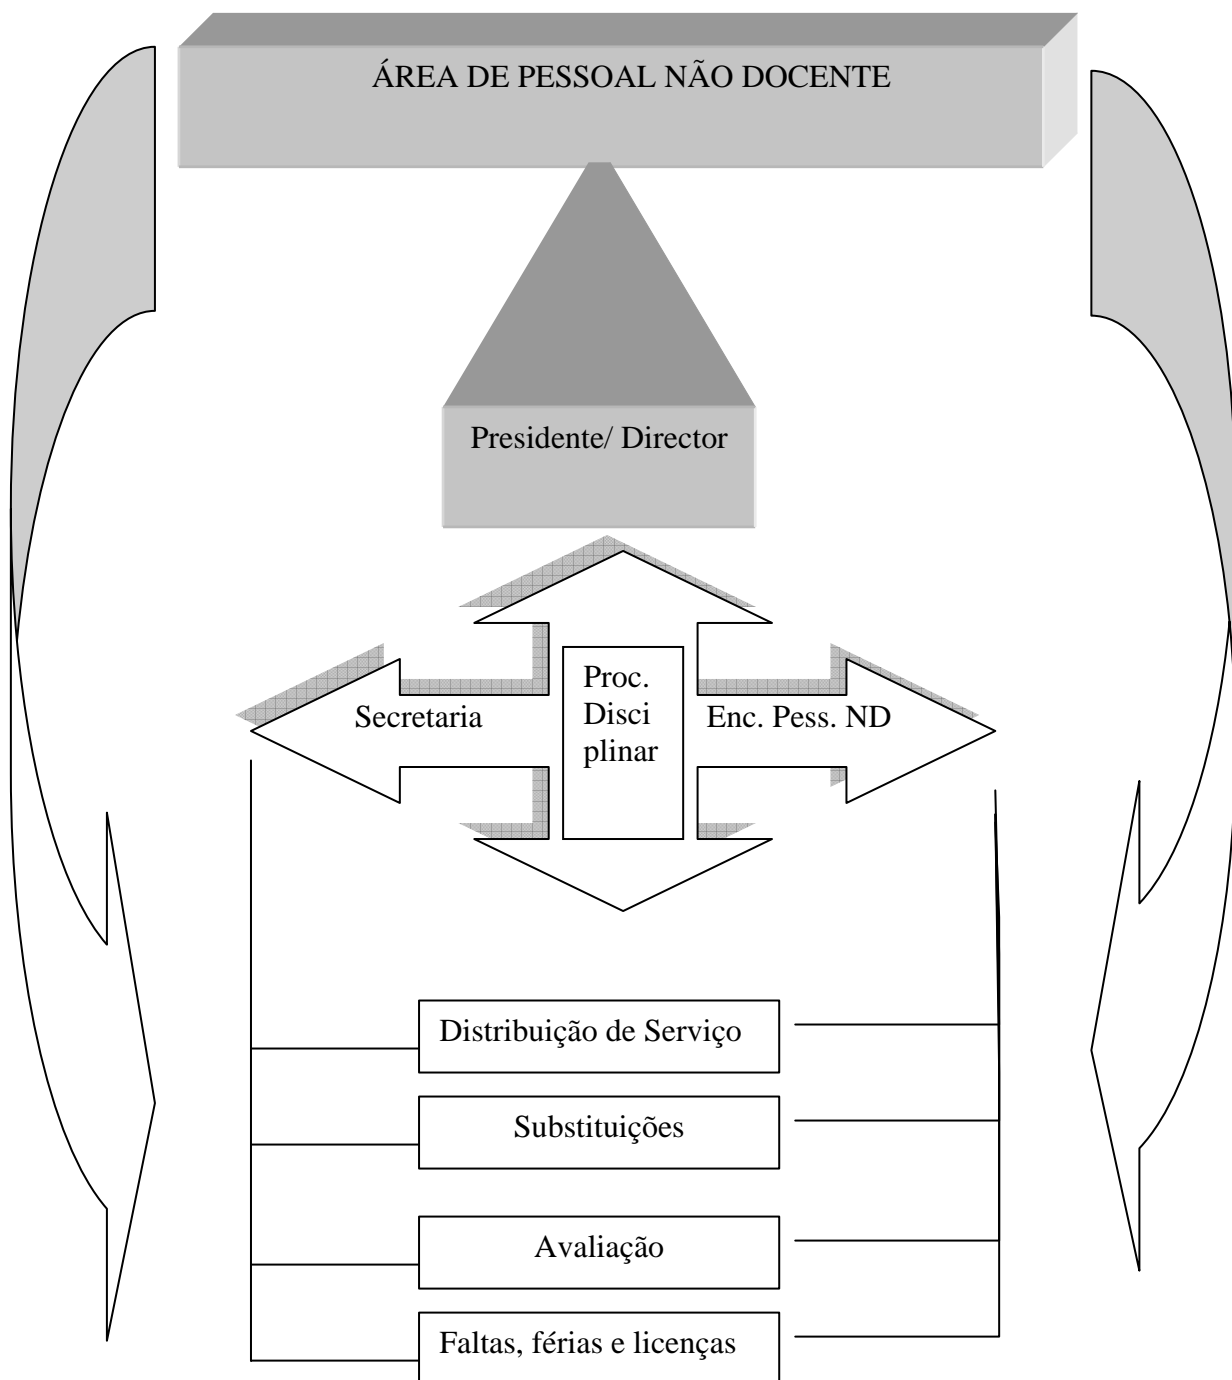 ÁREA DE PESSOAL NÃO DOCENTE
Presidente/ Director
Secretaria
Proc.
Disci
plinar
Enc. Pess. ND
Distribuição de Serviço
Substituições
Avaliação
Faltas, férias e licenças